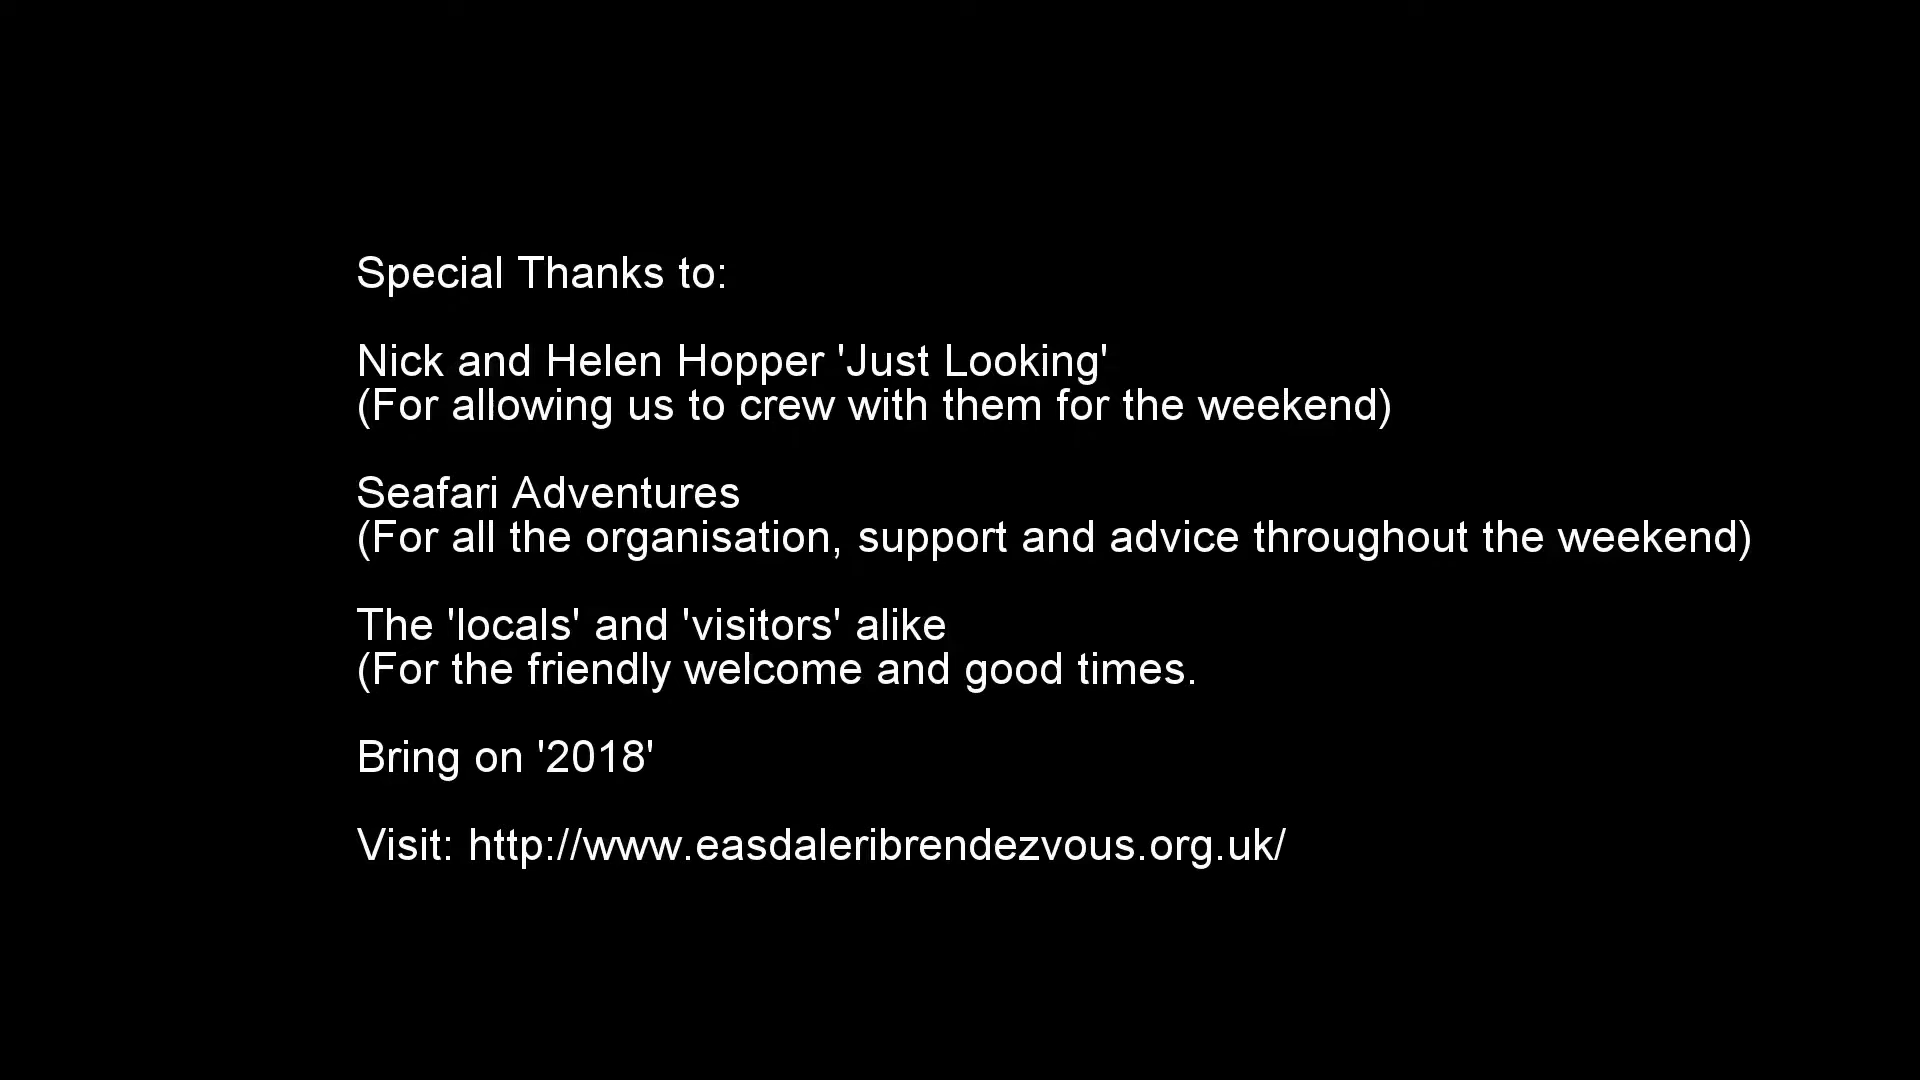 Special Thanks to:
Nick and Helen Hopper 'Just Looking'
(For allowing us to crew with them for the weekend)
Seafari Adventures
(For all the organisation, support and advice throughout the weekend)
The 'locals' and 'visitors' alike
(For the friendly welcome and good times.
Bring on '2018'
Visit: http://www.easdaleribrendezvous.org.uk/